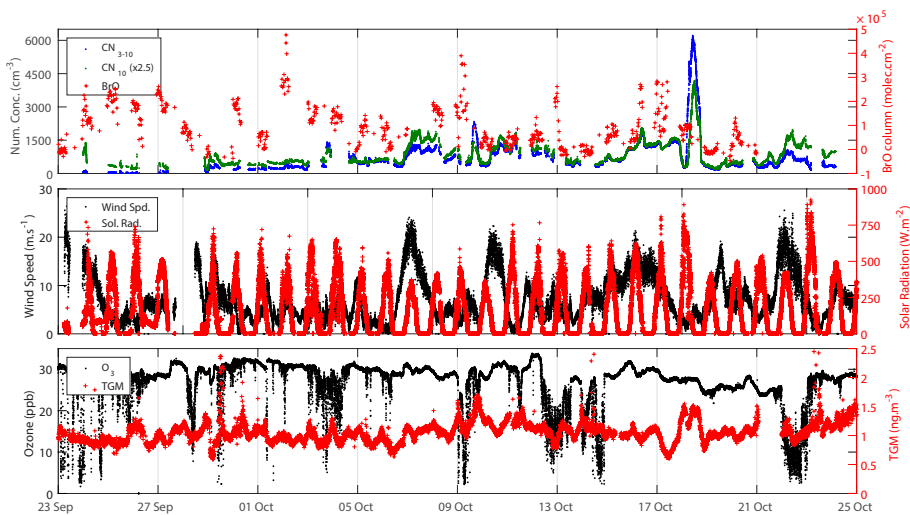 × 10⁵
6000
4500
3000
1500
0
Num. Conc. (cm⁻³)
CN ₃₋₁₀
CN ₁₀ (x2.5)
BrO
5
4
3
2
1
0
-1
BrO column (molec.cm⁻²)
30
20
10
0
Wind Speed (m.s⁻¹)
Wind Spd.
Sol. Rad.
1000
750
500
250
0
Solar Radiation (W.m⁻²)
30
20
10
0
Ozone (ppb)
O₃
TGM
2.5
2
1.5
1
0.5
0
TGM (ng.m⁻³)
23 Sep 27 Sep 01 Oct 05 Oct 09 Oct 13 Oct 17 Oct 21 Oct 25 Oct